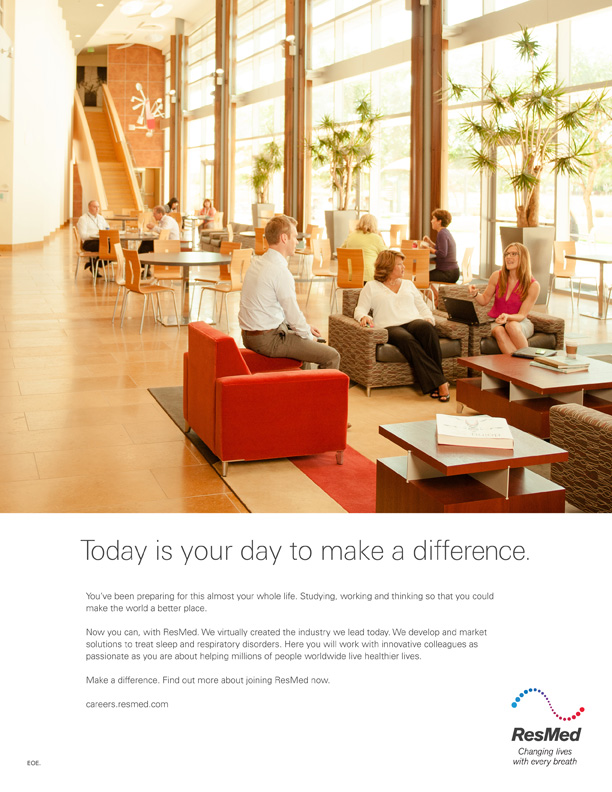 Today is your day to make a difference.
You've been preparing for this almost your whole life. Studying, working and thinking so that you could
make the world a better place.
Now you can, with ResMed. We virtually created the industry we lead today. We develop and market
solutions to treat sleep and respiratory disorders. Here you will work with innovative colleagues as
passionate as you are about helping millions of people worldwide live healthier lives.
Make a difference. Find out more about joining ResMed now.
careers.resmed.com
ResMed
Changing lives
with every breath
EOE.